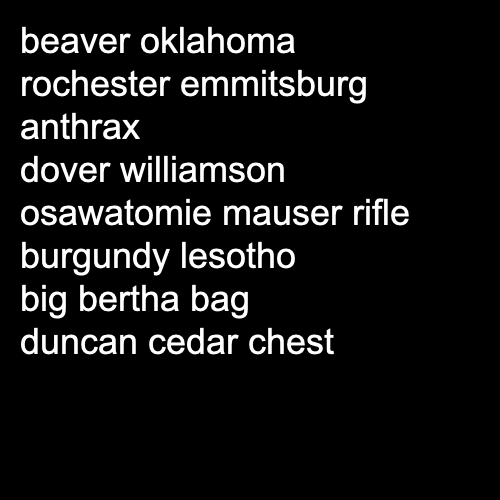 beaver oklahoma
rochester emmitsburg
anthrax
dover williamson
osawatomie mauser rifle
burgundy lesotho
big bertha bag
duncan cedar chest